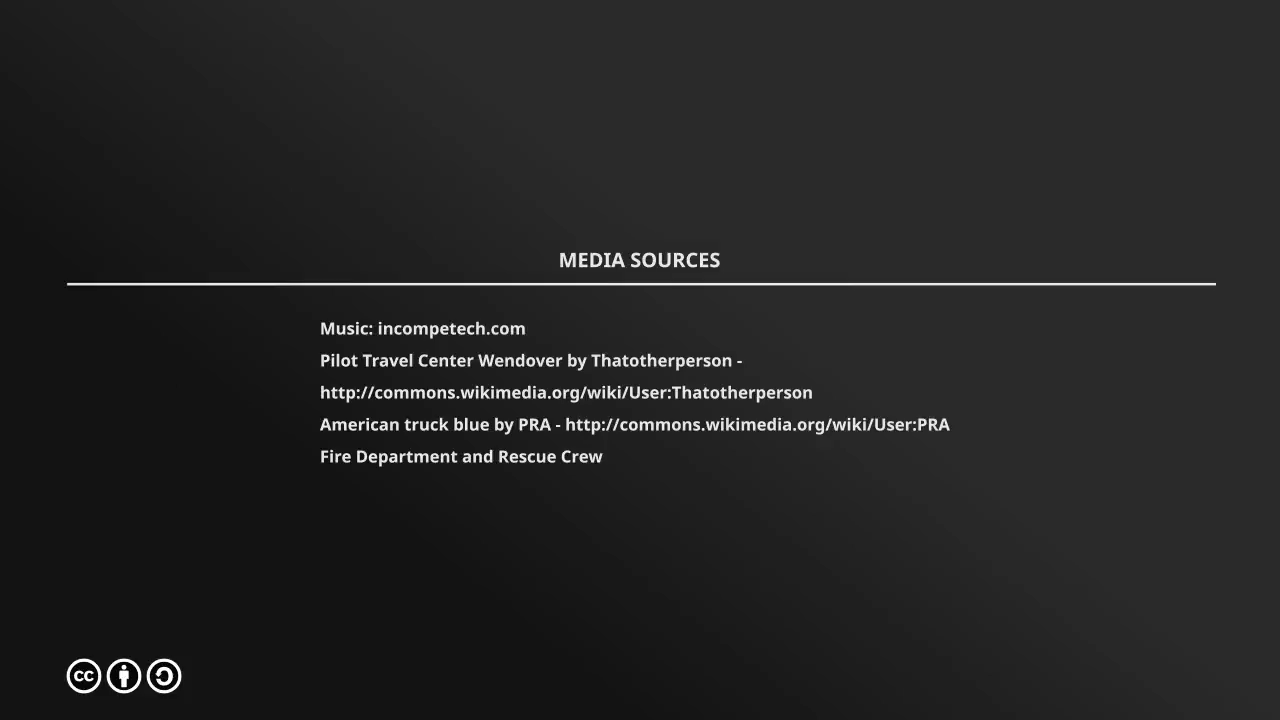 MEDIA SOURCES
Music: incompetech.com
Pilot Travel Center Wendover by Thatotherperson -
http://commons.wikimedia.org/wiki/User:Thatotherperson
American truck blue by PRA - http://commons.wikimedia.org/wiki/User:PRA
Fire Department and Rescue Crew
cc